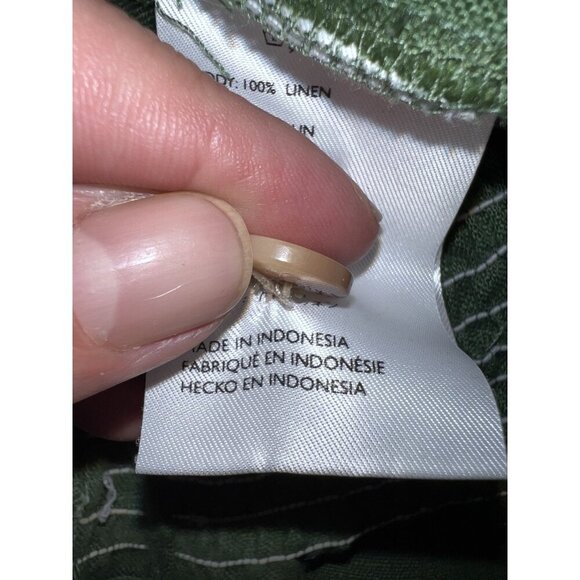 BODY: 100% LINEN
MADE IN INDONESIA
FABRIQUÉ EN INDONÉSIE
HECKO EN INDONESIA